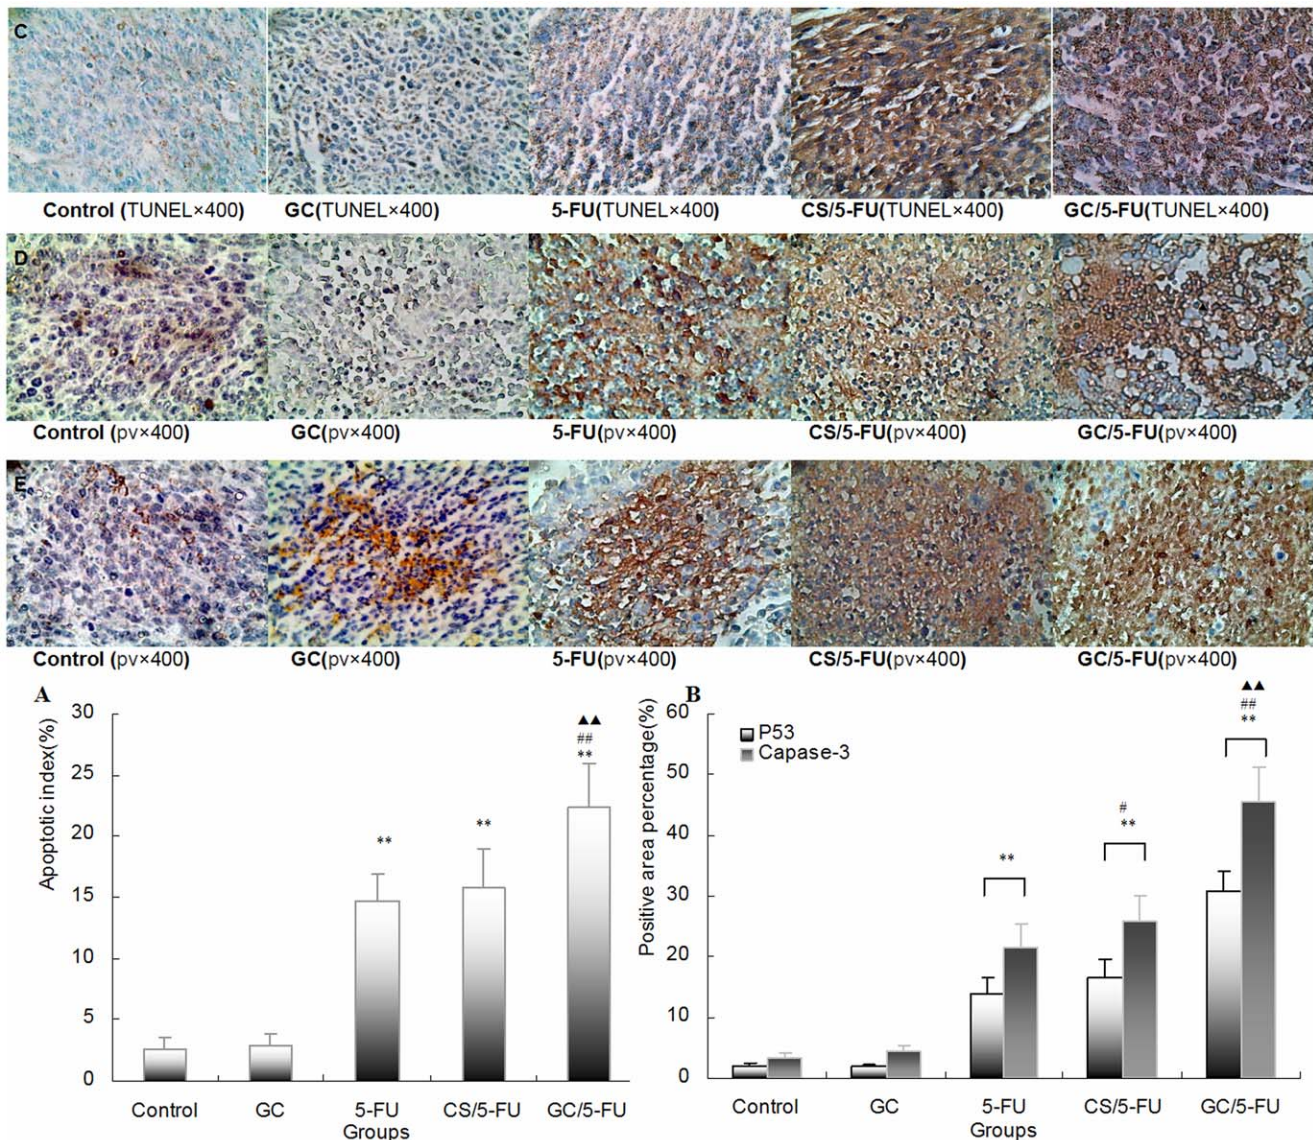 C
Control (TUNEL×400) GC(TUNEL×400) 5-FU(TUNEL×400) CS/5-FU(TUNEL×400) GC/5-FU(TUNEL×400)
D
Control (pv×400) GC(pv×400) 5-FU(pv×400) CS/5-FU(pv×400) GC/5-FU(pv×400)
E
Control (pv×400) GC(pv×400) 5-FU(pv×400) CS/5-FU(pv×400) GC/5-FU(pv×400)
A
Apoptotic index(%)
30
25
20
15
10
5
0
**
**
▲▲
##
**
Control GC 5-FU CS/5-FU GC/5-FU
Groups
B
Positive area percentage(%)
60
50
40
30
20
10
0
P53
Capase-3
**
#
**
▲▲
##
**
Control GC 5-FU CS/5-FU GC/5-FU
Groups